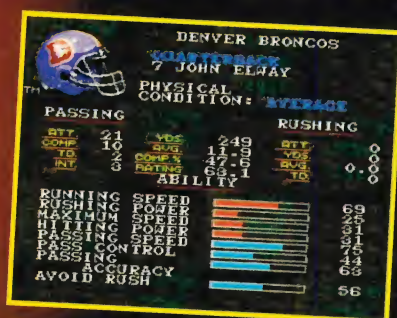 DENVER BRONCOS
QUARTERBACK
7 JOHN ELWAY
TM
PHYSICAL
CONDITION: AVERAGE
PASSING RUSHING
ATT 21 YDS 249 ATT 0
COMP 10 AVG 11.9 YDS 0
TD 2 COMP.% 47.6 AVG 0.0
INT 3 RATING 63.1 TD 0
ABILITY
RUNNING SPEED 69
RUSHING POWER 25
MAXIMUM SPEED 31
HITTING POWER 31
PASSING SPEED 75
PASS CONTROL 44
PASSING
ACCURACY 63
AVOID RUSH 56